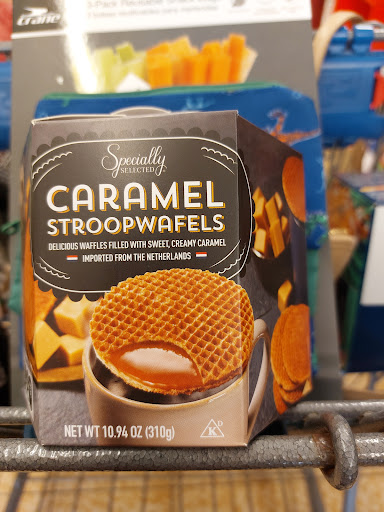 crane
Specially
SELECTED
CARAMEL
STROOPWAFELS
DELICIOUS WAFFLES FILLED WITH SWEET, CREAMY CARAMEL
IMPORTED FROM THE NETHERLANDS
NET WT 10.94 OZ (310g)
K D